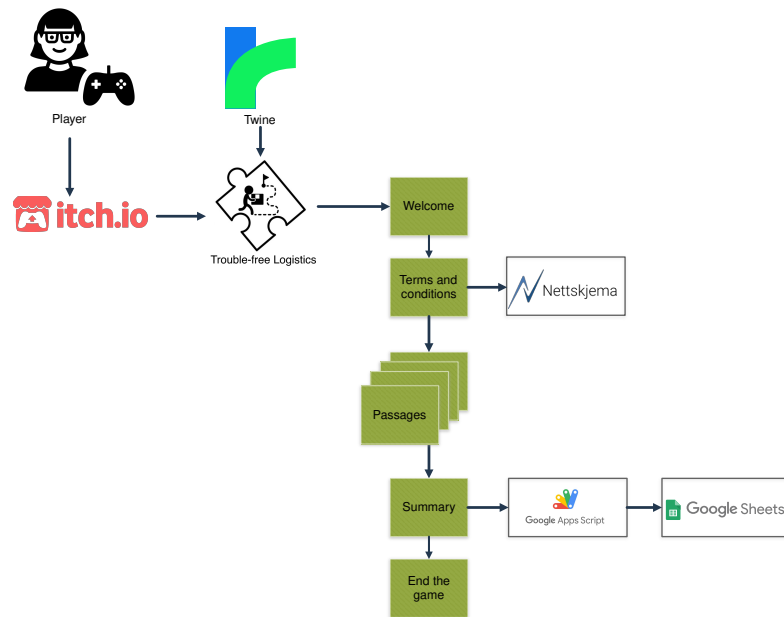 Player
Twine
itch.io
Trouble-free Logistics
Welcome
Terms and
conditions
Nettskjema
Passages
Summary
Google Apps Script
Google Sheets
End the
game